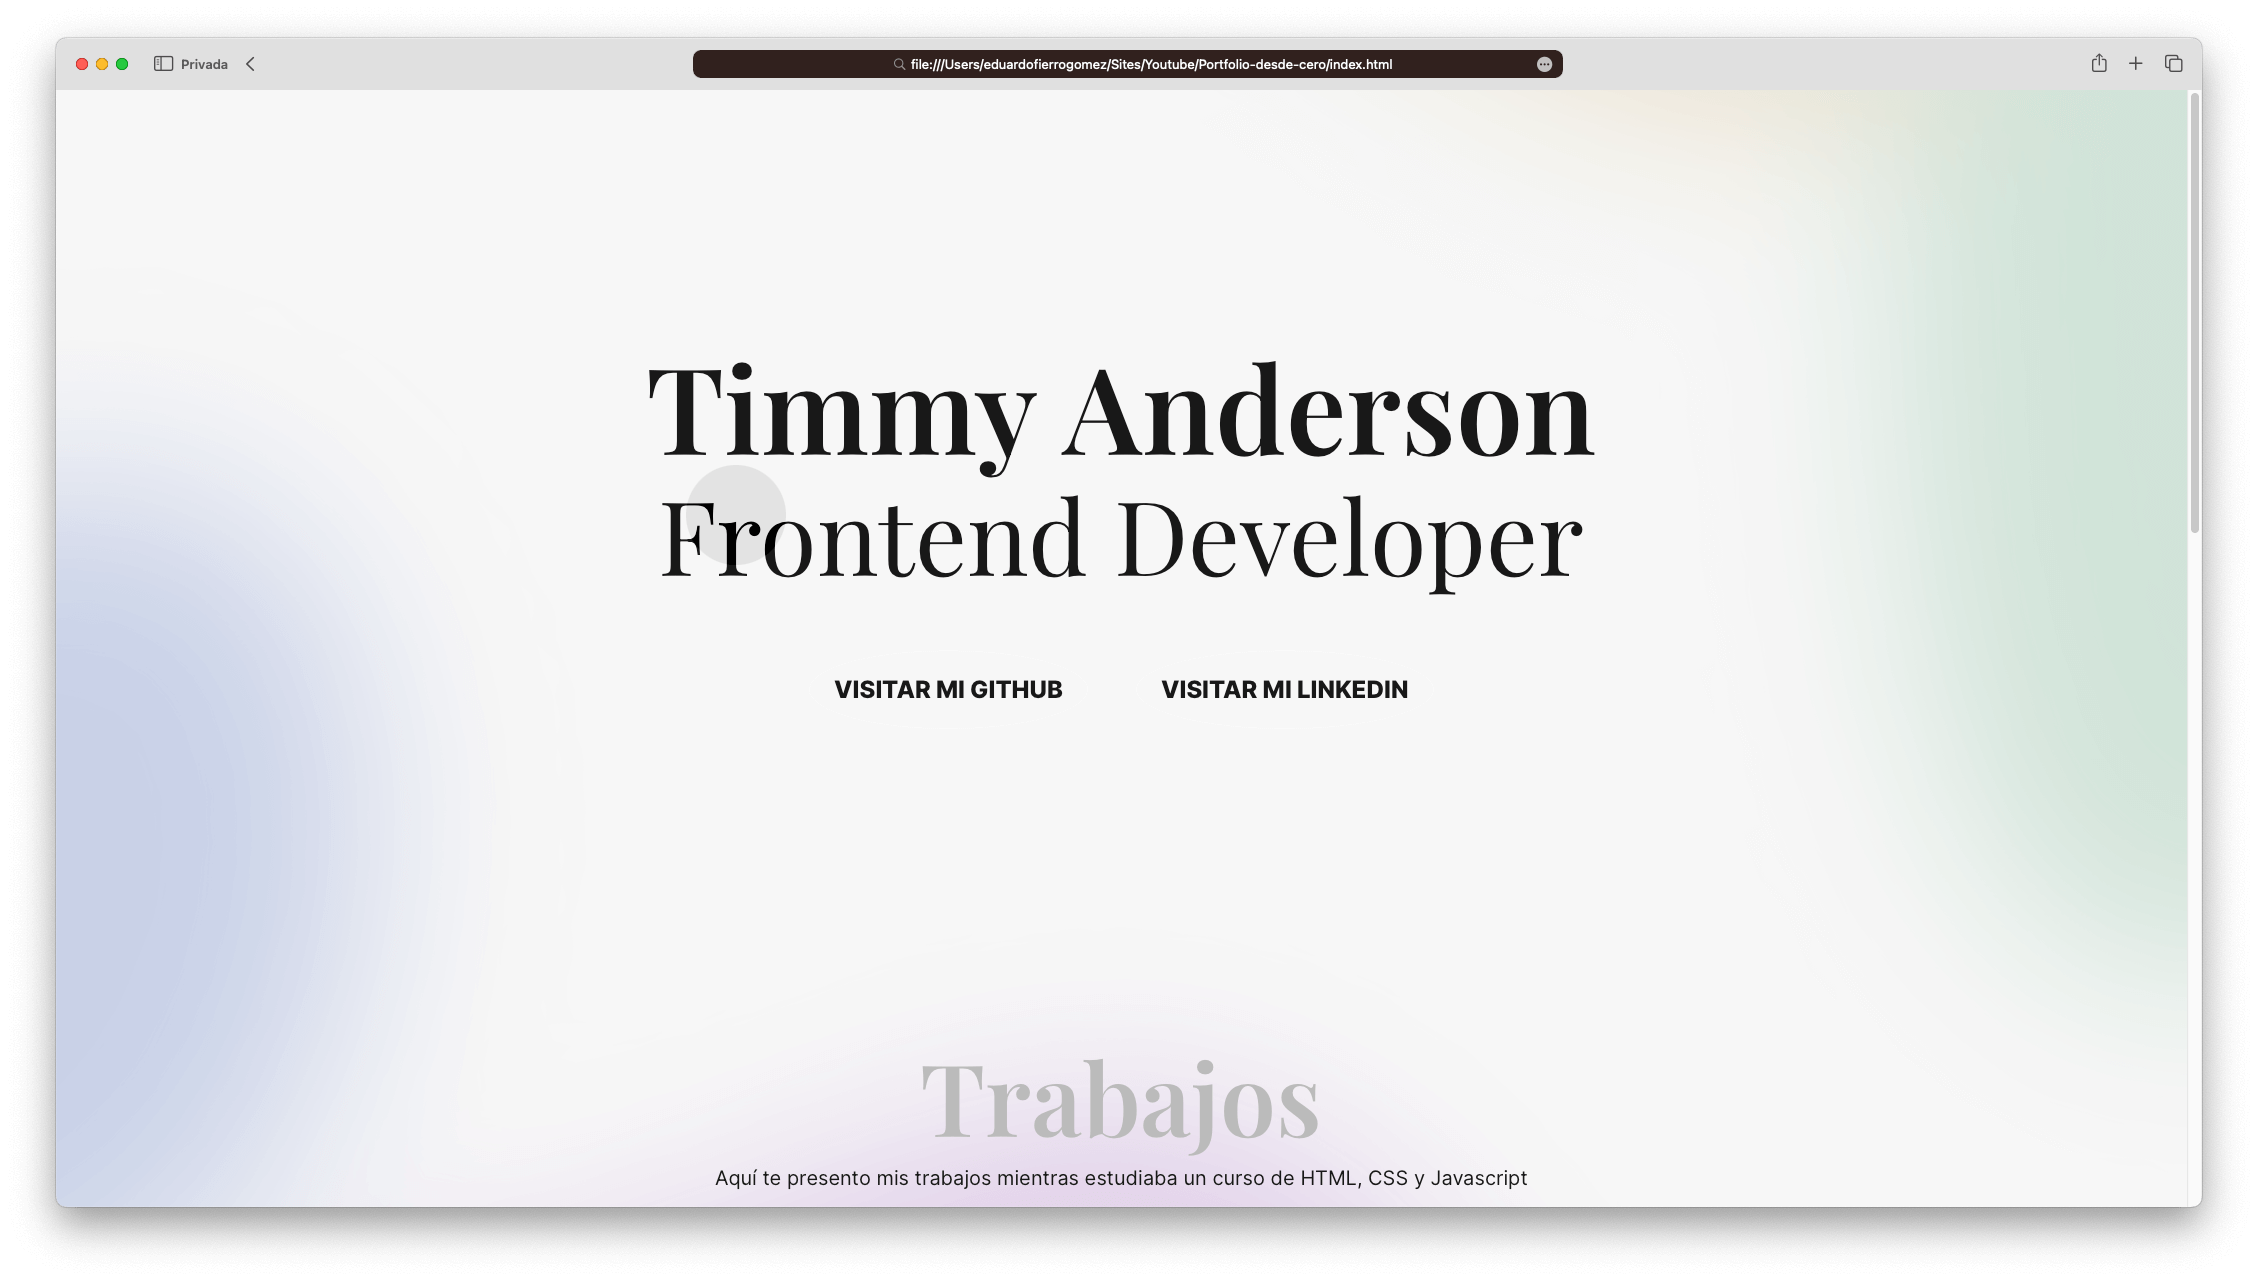 Privada
file:///Users/eduardofierrogomez/Sites/Youtube/Portfolio-desde-cero/index.html
Timmy Anderson
Frontend Developer
VISITAR MI GITHUB
VISITAR MI LINKEDIN
Trabajos
Aquí te presento mis trabajos mientras estudiaba un curso de HTML, CSS y Javascript